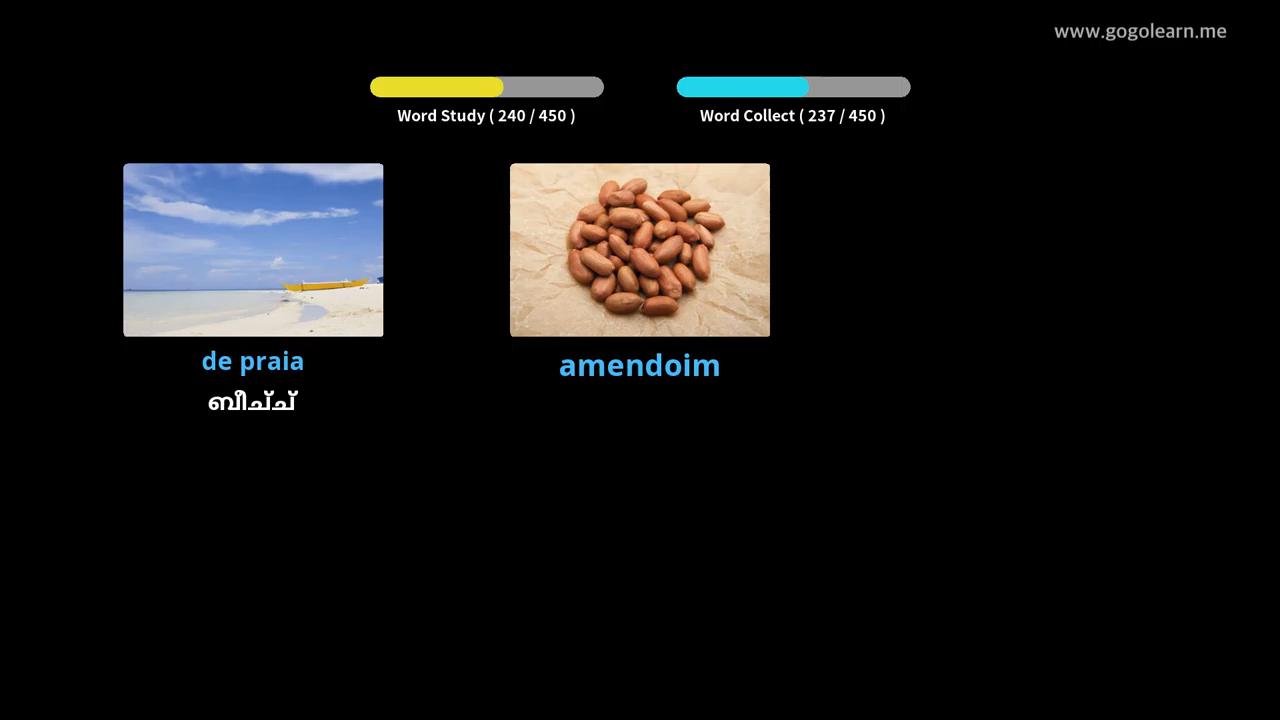 www.gogolearn.me
Word Study ( 240 / 450 )
Word Collect ( 237 / 450 )
de praia
ബീച്ച്
amendoim